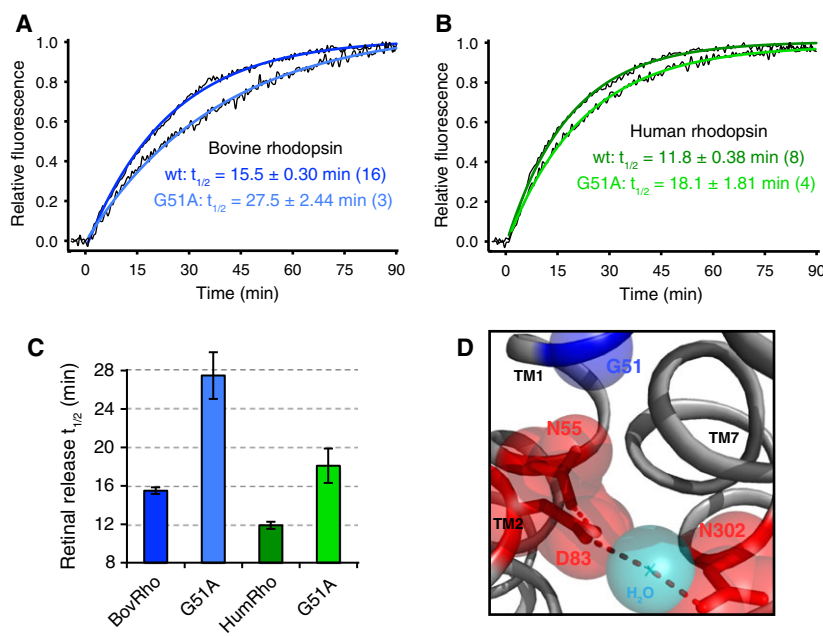 A
Relative fluorescence
1.0
0.8
0.6
0.4
0.2
0.0
Bovine rhodopsin
wt: t1/2 = 15.5 ± 0.30 min (16)
G51A: t1/2 = 27.5 ± 2.44 min (3)
0 15 30 45 60 75 90
Time (min)
B
Relative fluorescence
1.0
0.8
0.6
0.4
0.2
0.0
Human rhodopsin
wt: t1/2 = 11.8 ± 0.38 min (8)
G51A: t1/2 = 18.1 ± 1.81 min (4)
0 15 30 45 60 75 90
Time (min)
C
Retinal release t1/2 (min)
28
24
20
16
12
8
BovRho
G51A
HumRho
G51A
D
G51
TM1
N55
TM7
TM2
N302
D83
H2O